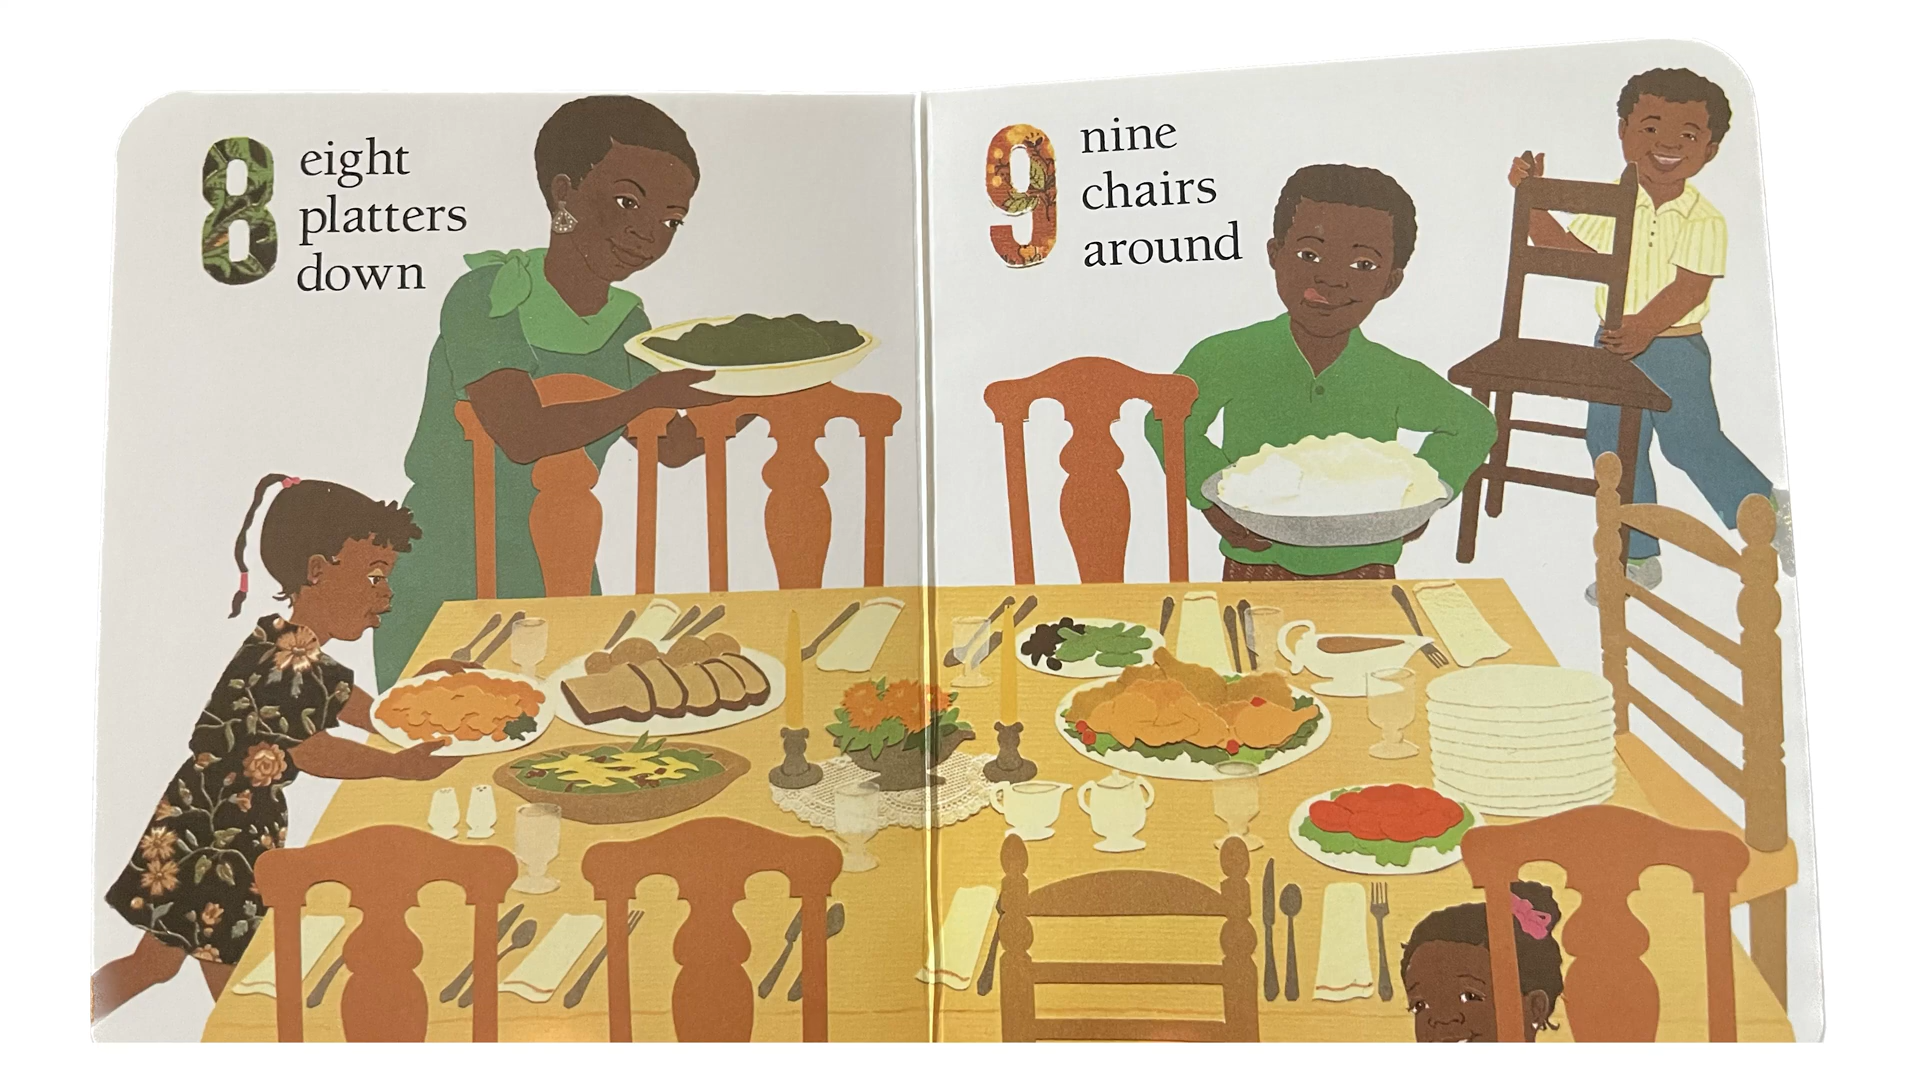 8 eight
platters
down
9 nine
chairs
around